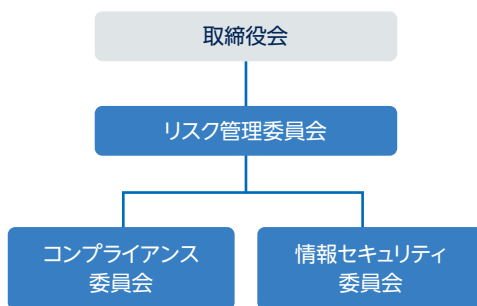 取締役会
リスク管理委員会
コンプライアンス
委員会
情報セキュリティ
委員会